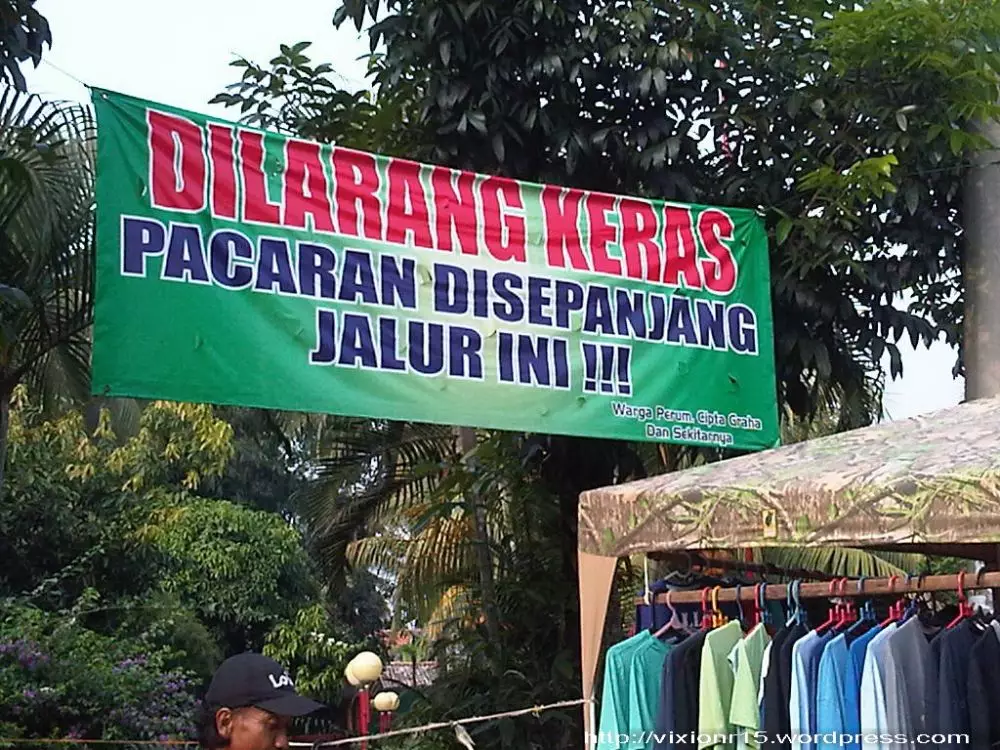 DILARANG KERAS
PACARAN DISEPANJANG
JALUR INI !!!
Warga Perum. Cipta Graha
Dan Sekitarnya
http://vixionr15.wordpress.com